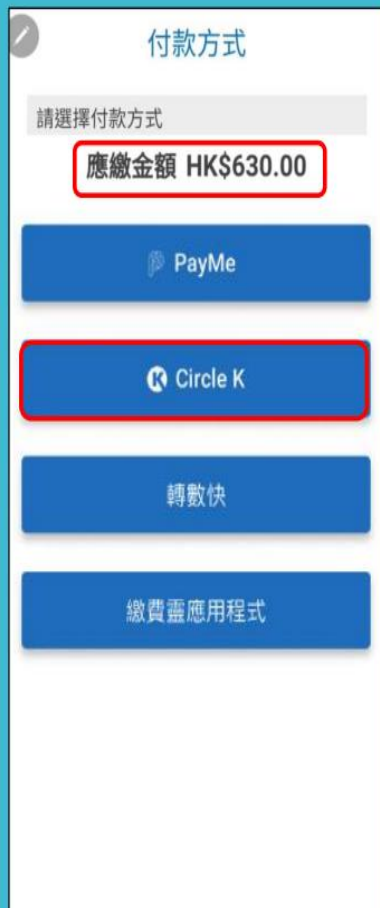 付款方式
請選擇付款方式
應繳金額 HK$630.00
PayMe
Circle K
轉數快
繳費靈應用程式